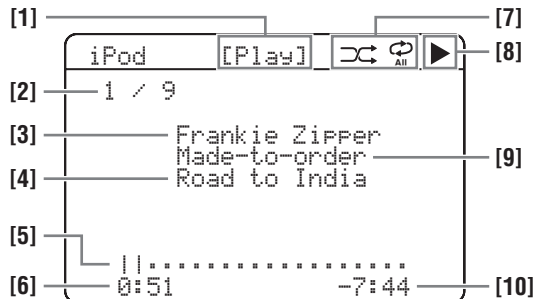 [1] [7]
iPod [Play] All [8]
[2] 1 / 9
[3] Frankie Zipper
Made-to-order [9]
[4] Road to India
[5]
[6] 0:51 -7:44 [10]